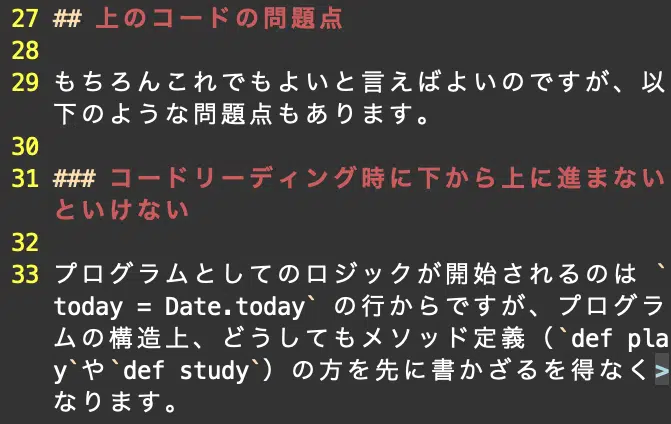 27 ## 上のコードの問題点
28
29 もちろんこれでもよいと言えばよいのですが、以
下のような問題点もあります。
30
31 ### コードリーディング時に下から上に進まない
といけない
32
33 プログラムとしてのロジックが開始されるのは `
today = Date.today` の行からですが、プログラ
ムの構造上、どうしてもメソッド定義（`def pla
y`や`def study`）の方を先に書かざるを得なく>
なります。